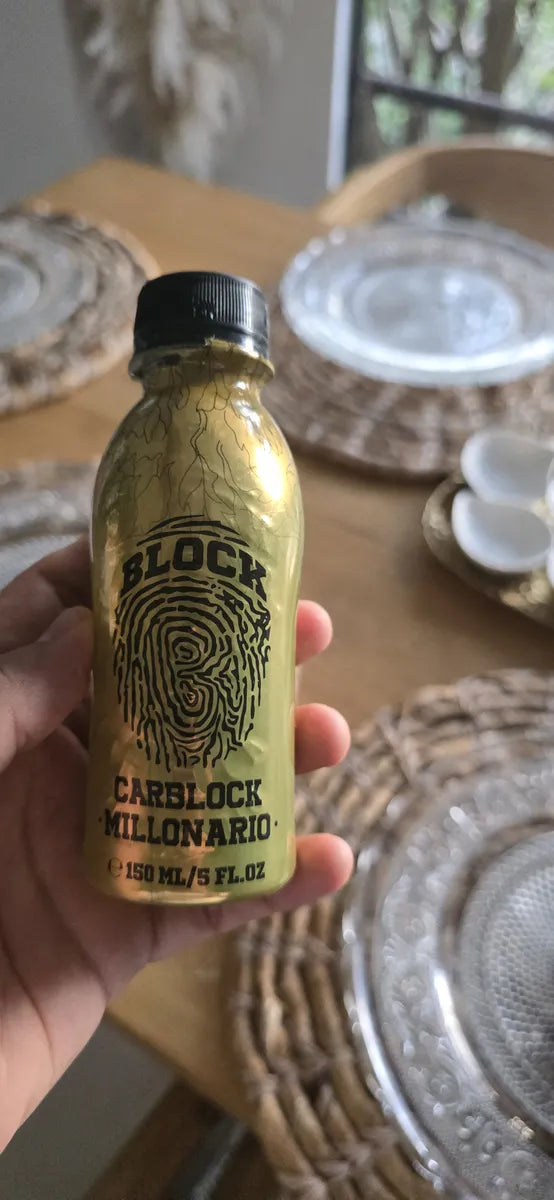 BLOCK
CARBLOCK
·MILLONARIO·
℮ 150 ML/5 FL.OZ